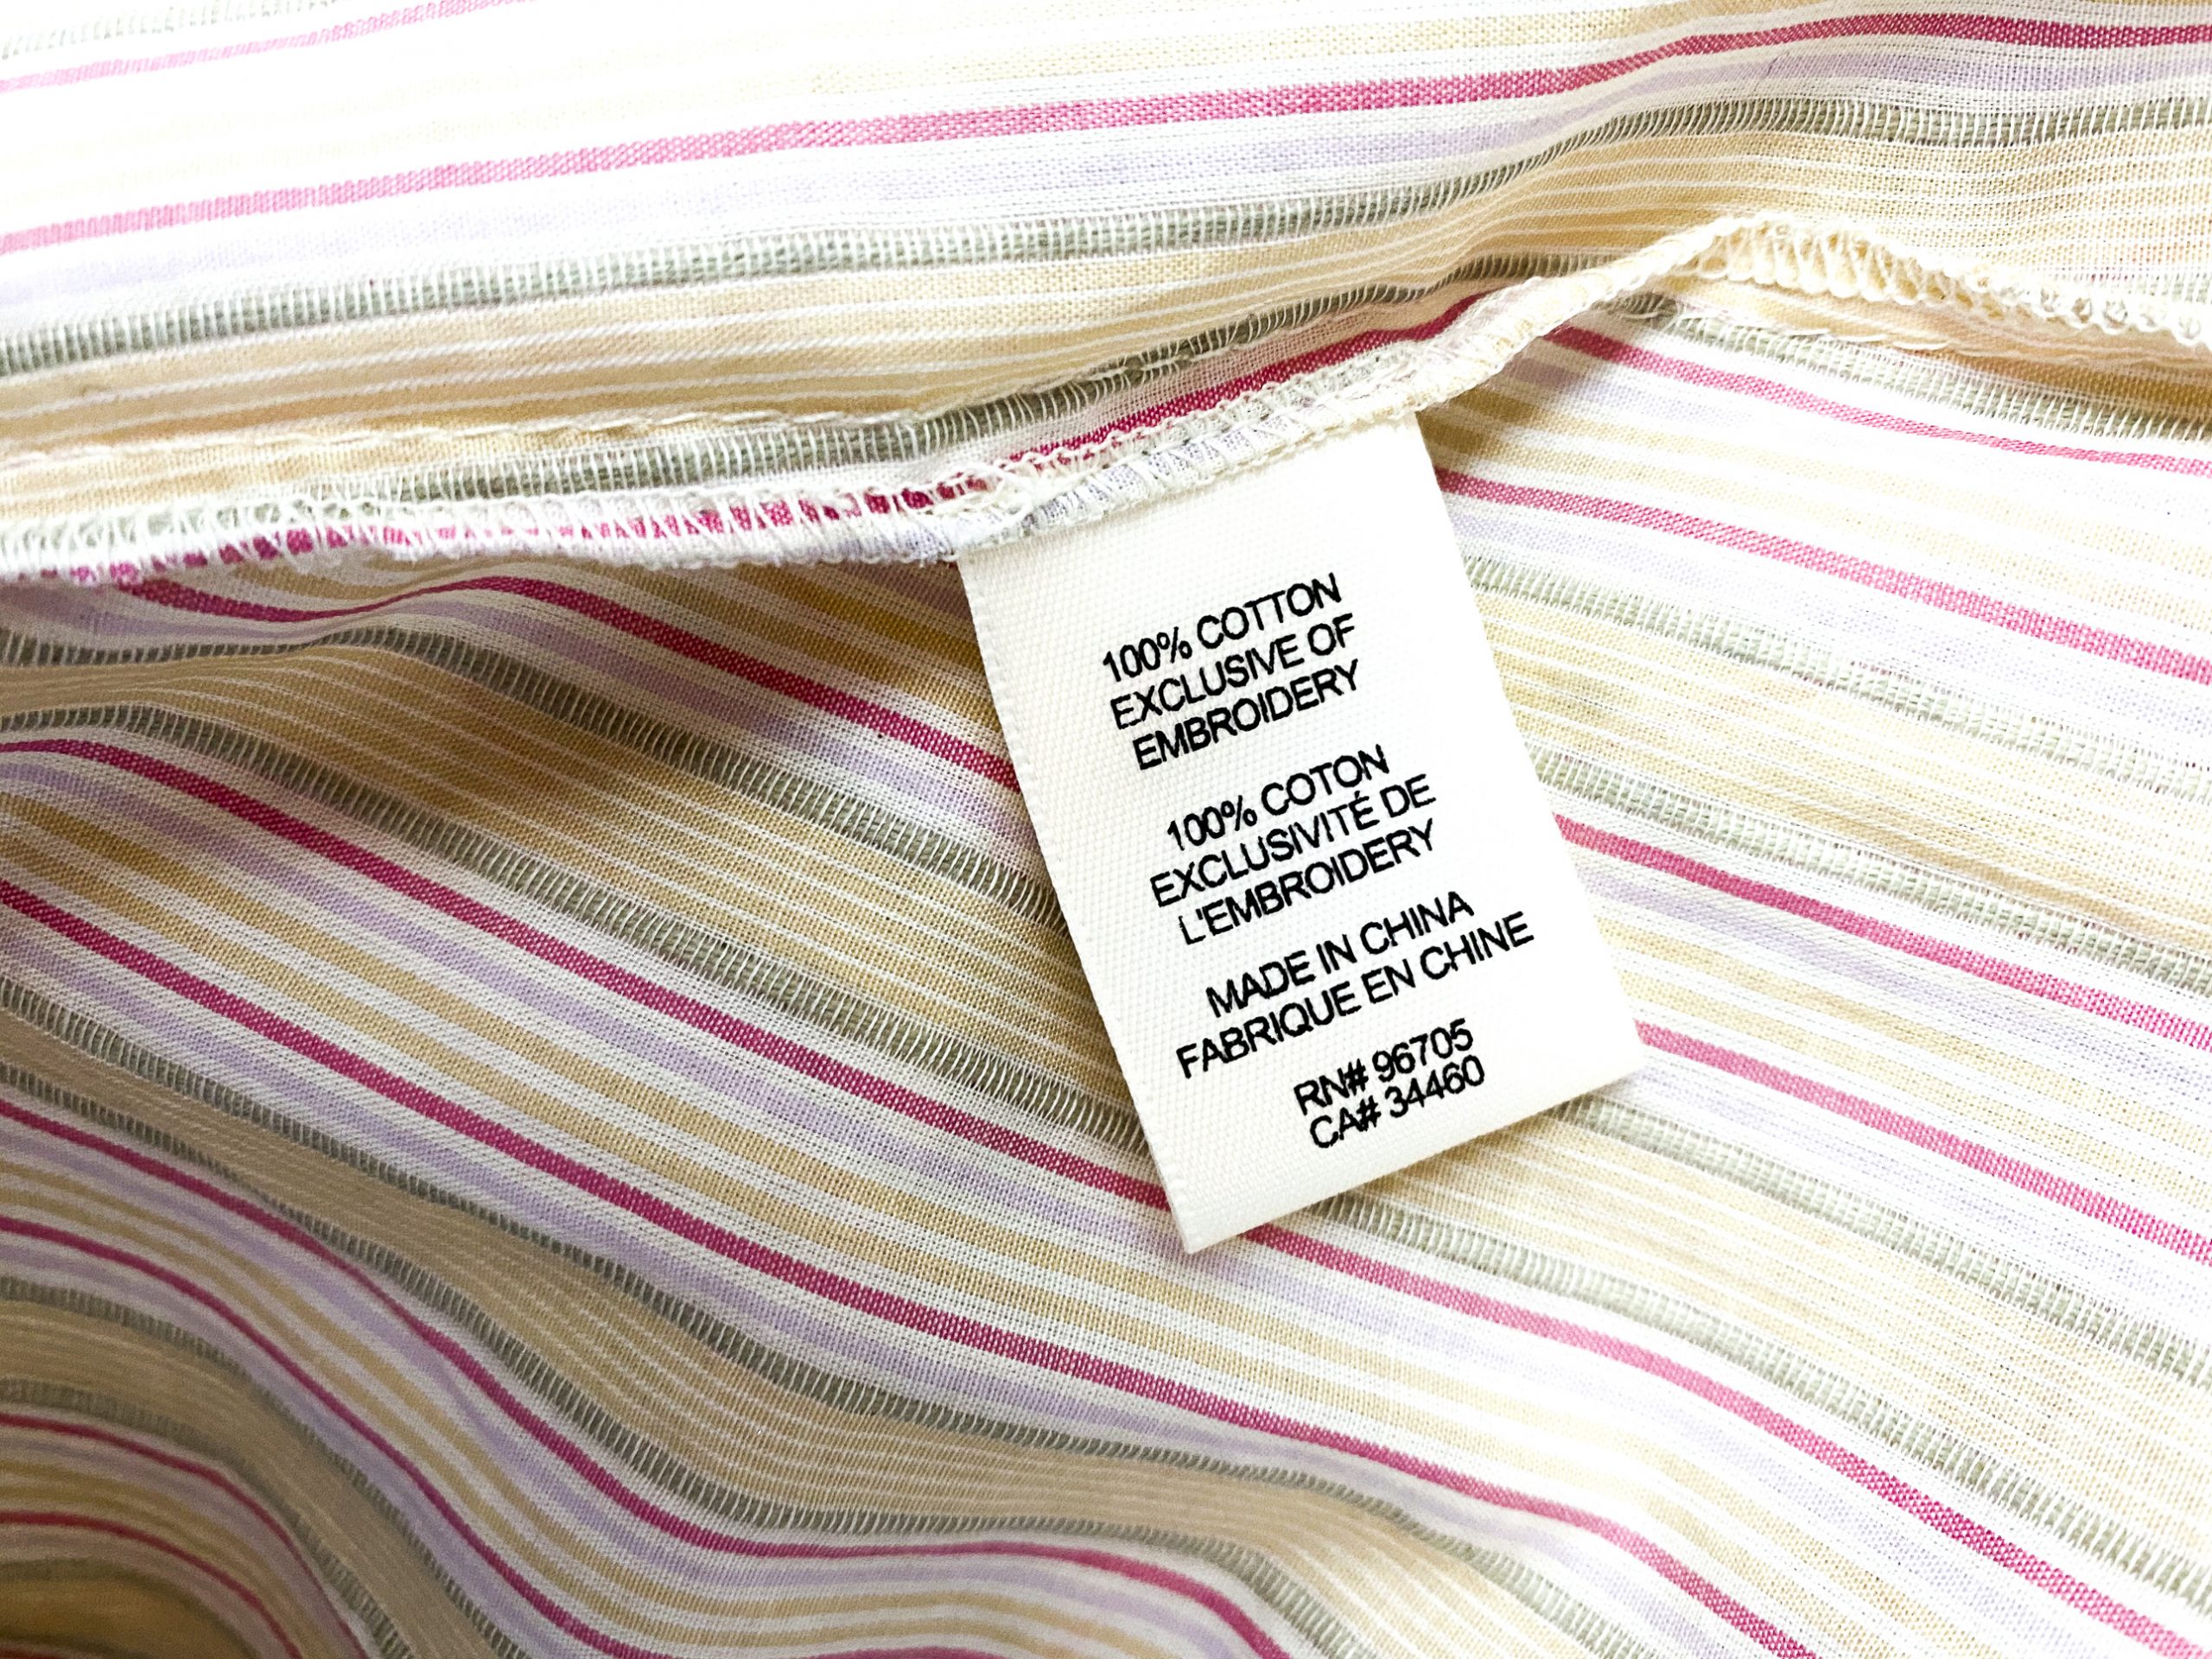 100% COTTON
EXCLUSIVE OF
EMBROIDERY
100% COTON
EXCLUSIVITÉ DE
L'EMBROIDERY
MADE IN CHINA
FABRIQUE EN CHINE
RN# 96705
CA# 34460